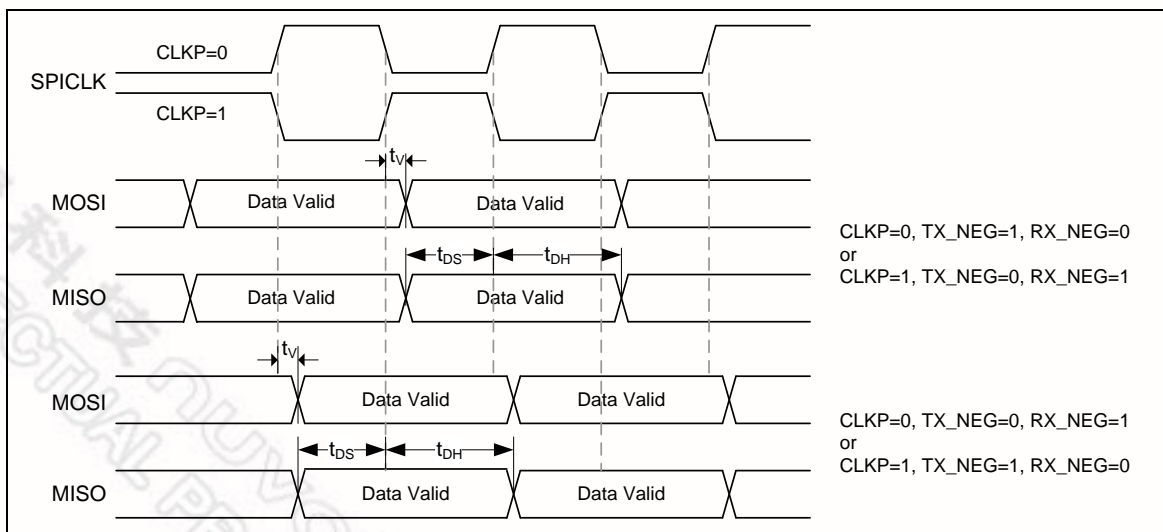 CLKP=0
SPICLK
CLKP=1
tV
MOSI Data Valid Data Valid
CLKP=0, TX_NEG=1, RX_NEG=0
or
CLKP=1, TX_NEG=0, RX_NEG=1
tDS tDH
MISO Data Valid Data Valid
tV
MOSI Data Valid Data Valid
CLKP=0, TX_NEG=0, RX_NEG=1
or
CLKP=1, TX_NEG=1, RX_NEG=0
tDS tDH
MISO Data Valid Data Valid
科技 nuvo